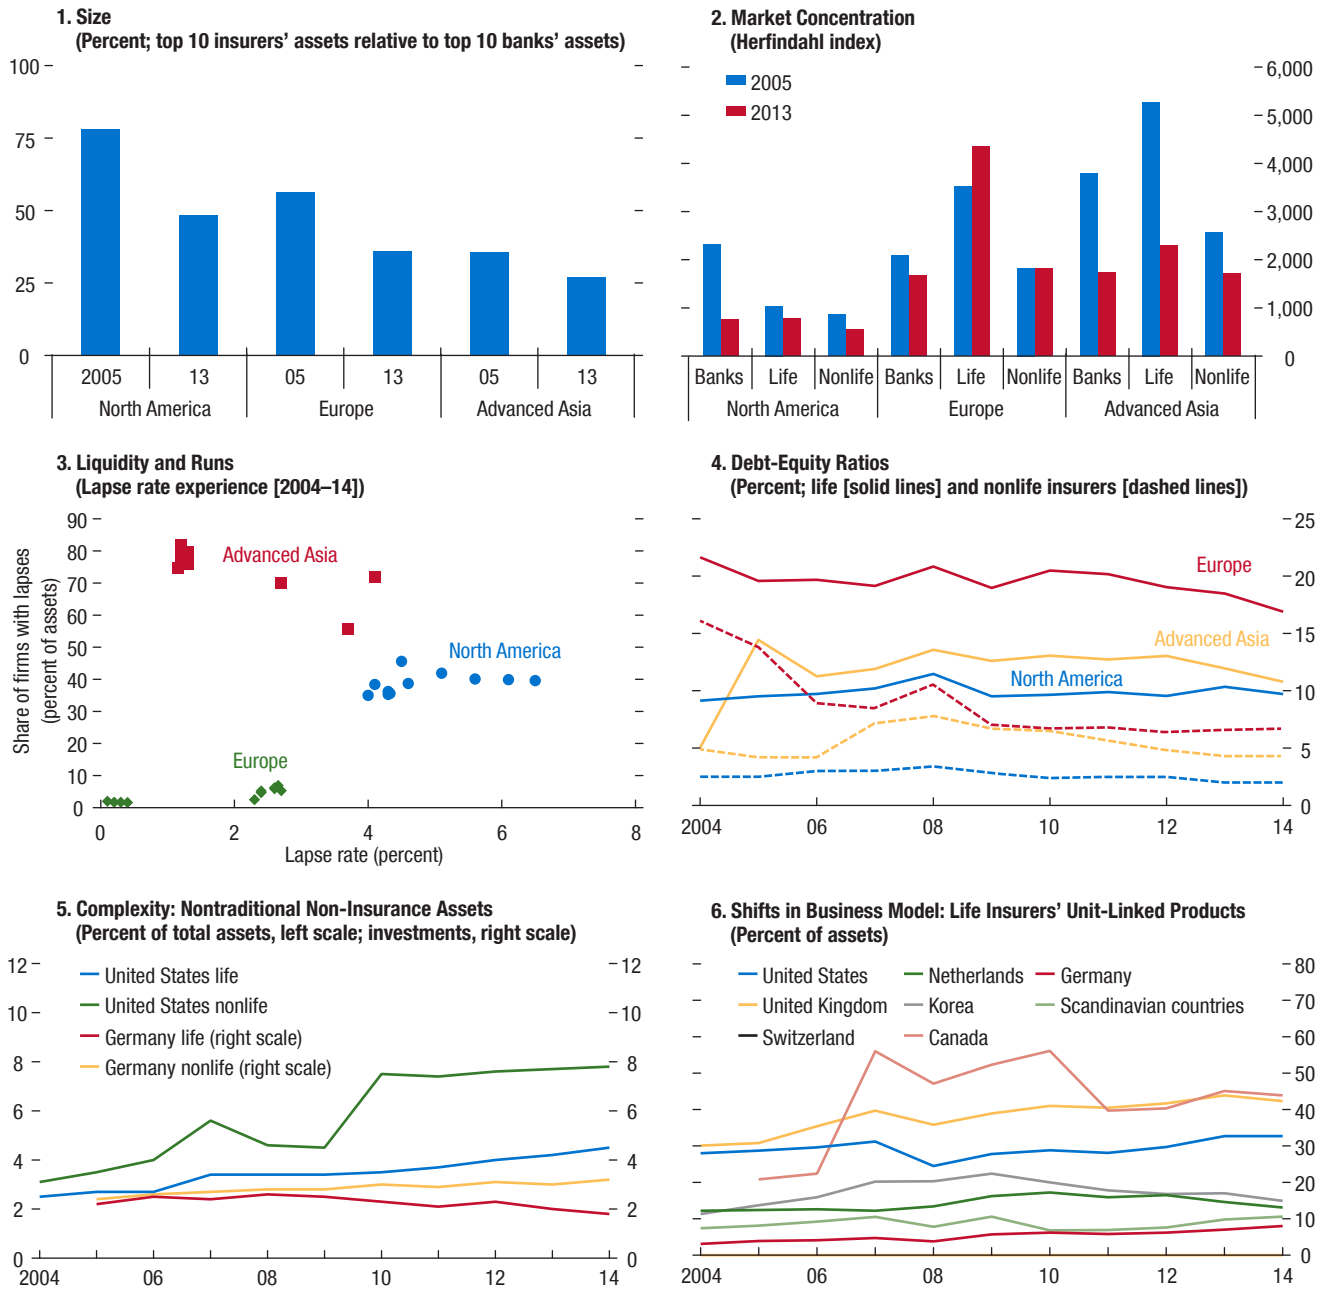 1. Size
(Percent; top 10 insurers’ assets relative to top 10 banks’ assets)
100
75
50
25
0
2005
13
05
13
05
13
North America
Europe
Advanced Asia
2. Market Concentration
(Herfindahl index)
2005
2013
6,000
5,000
4,000
3,000
2,000
1,000
0
Banks
Life
Nonlife
Banks
Life
Nonlife
Banks
Life
Nonlife
North America
Europe
Advanced Asia
3. Liquidity and Runs
(Lapse rate experience [2004–14])
Share of firms with lapses
(percent of assets)
90
80
70
60
50
40
30
20
10
0
Advanced Asia
North America
Europe
0
2
4
6
8
Lapse rate (percent)
4. Debt-Equity Ratios
(Percent; life [solid lines] and nonlife insurers [dashed lines])
25
20
15
10
5
0
Europe
Advanced Asia
North America
2004
06
08
10
12
14
5. Complexity: Nontraditional Non-Insurance Assets
(Percent of total assets, left scale; investments, right scale)
12
10
8
6
4
2
0
United States life
United States nonlife
Germany life (right scale)
Germany nonlife (right scale)
12
10
8
6
4
2
0
2004
06
08
10
12
14
6. Shifts in Business Model: Life Insurers’ Unit-Linked Products
(Percent of assets)
United States
Netherlands
Germany
United Kingdom
Korea
Scandinavian countries
Switzerland
Canada
80
70
60
50
40
30
20
10
0
2004
06
08
10
12
14